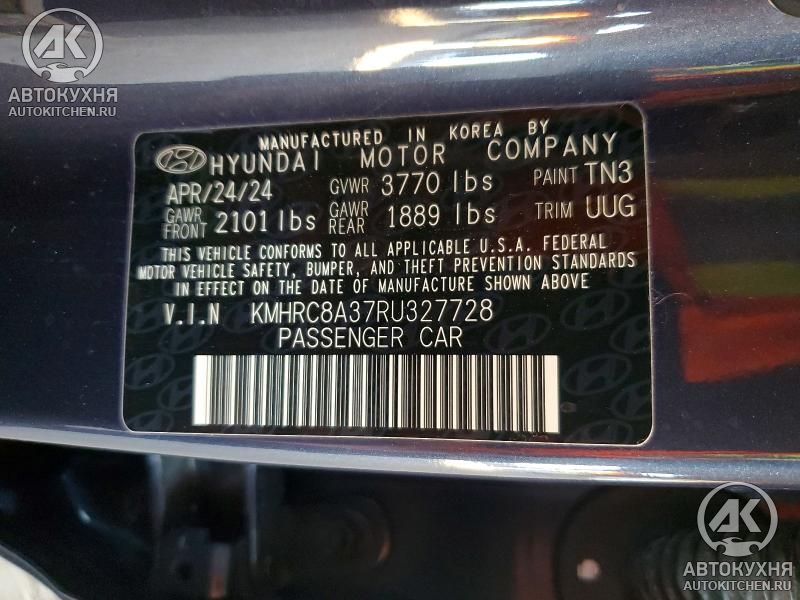 AK
АВТОКУХНЯ
AUTOKITCHEN.RU
MANUFACTURED IN KOREA BY
HYUNDAI MOTOR COMPANY
APR/24/24 GVWR 3770 lbs PAINT TN3
GAWR FRONT 2101 lbs GAWR REAR 1889 lbs TRIM UUG
THIS VEHICLE CONFORMS TO ALL APPLICABLE U.S.A. FEDERAL
MOTOR VEHICLE SAFETY, BUMPER, AND THEFT PREVENTION STANDARDS
IN EFFECT ON THE DATE OF MANUFACTURE SHOWN ABOVE
V.I.N KMHRC8A37RU327728
PASSENGER CAR
AK
АВТОКУХНЯ
AUTOKITCHEN.RU